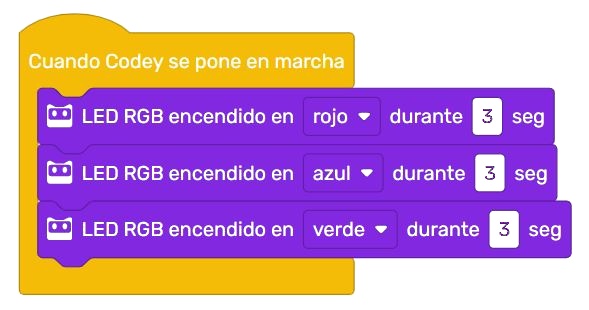 Cuando Codey se pone en marcha
LED RGB encendido en rojo durante 3 seg
LED RGB encendido en azul durante 3 seg
LED RGB encendido en verde durante 3 seg